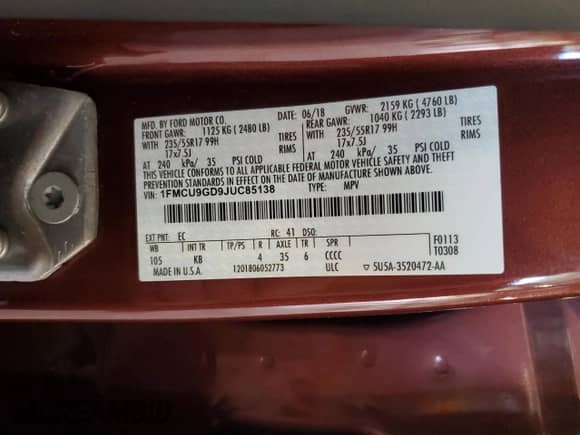 MFD. BY FORD MOTOR CO.
DATE: 06/18 GVWR: 2159 KG ( 4760 LB)
FRONT GAWR: 1125 KG ( 2480 LB) REAR GAWR: 1040 KG ( 2293 LB)
WITH 235/55R17 99H TIRES WITH 235/55R17 99H TIRES
17x7.5J RIMS 17x7.5J RIMS
AT 240 kPa/ 35 PSI COLD AT 240 kPa/ 35 PSI COLD
THIS VEHICLE CONFORMS TO ALL APPLICABLE FEDERAL MOTOR VEHICLE SAFETY AND THEFT
PREVENTION STANDARDS IN EFFECT ON THE DATE OF MANUFACTURE SHOWN ABOVE.
VIN: 1FMCU9GD9JUC85138 TYPE: MPV
EXT PNT: EC RC: 41 DSO: F0113
WB INT TR TP/PS R AXLE TR SPR T0308
105 KB 4 35 6 CCCC
MADE IN U.S.A. 1201806052773 ULC 5U5A-3520472-AA